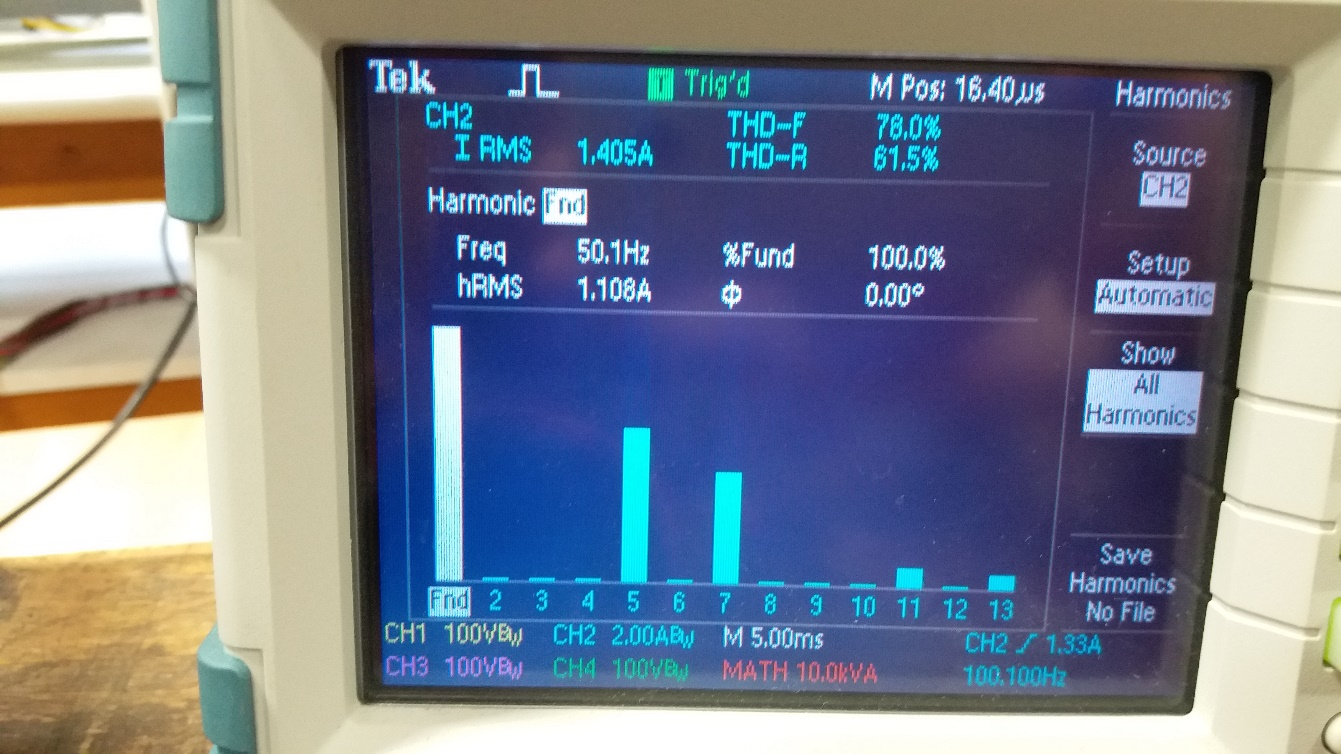 Tek Trig'd M Pos: 16.40µs Harmonics
CH2 THD-F 78.0%
I RMS 1.405A THD-R 61.5%
Source
CH2
Harmonic Fnd
Freq 50.1Hz %Fund 100.0%
hRMS 1.108A ϕ 0.00°
Setup
Automatic
Show
All
Harmonics
Save
Harmonics
No File
Fnd 2 3 4 5 6 7 8 9 10 11 12 13
CH1 100VBw CH2 2.00ABw M 5.00ms CH2 1.33A
CH3 100VBw CH4 100VBw MATH 10.0kVA 100.100Hz